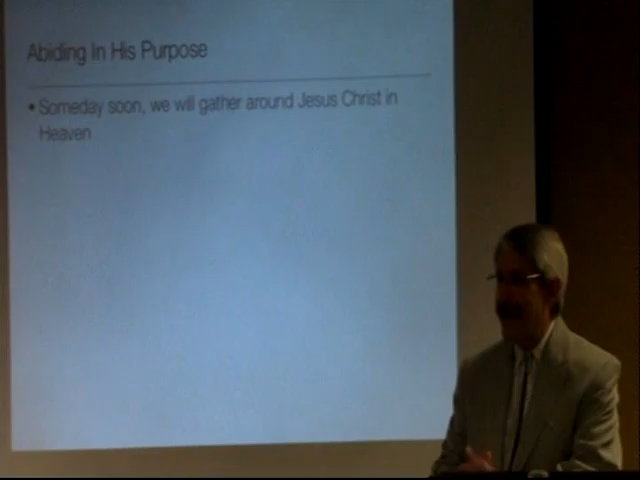 Abiding In His Purpose
• Someday soon, we will gather around Jesus Christ in
Heaven